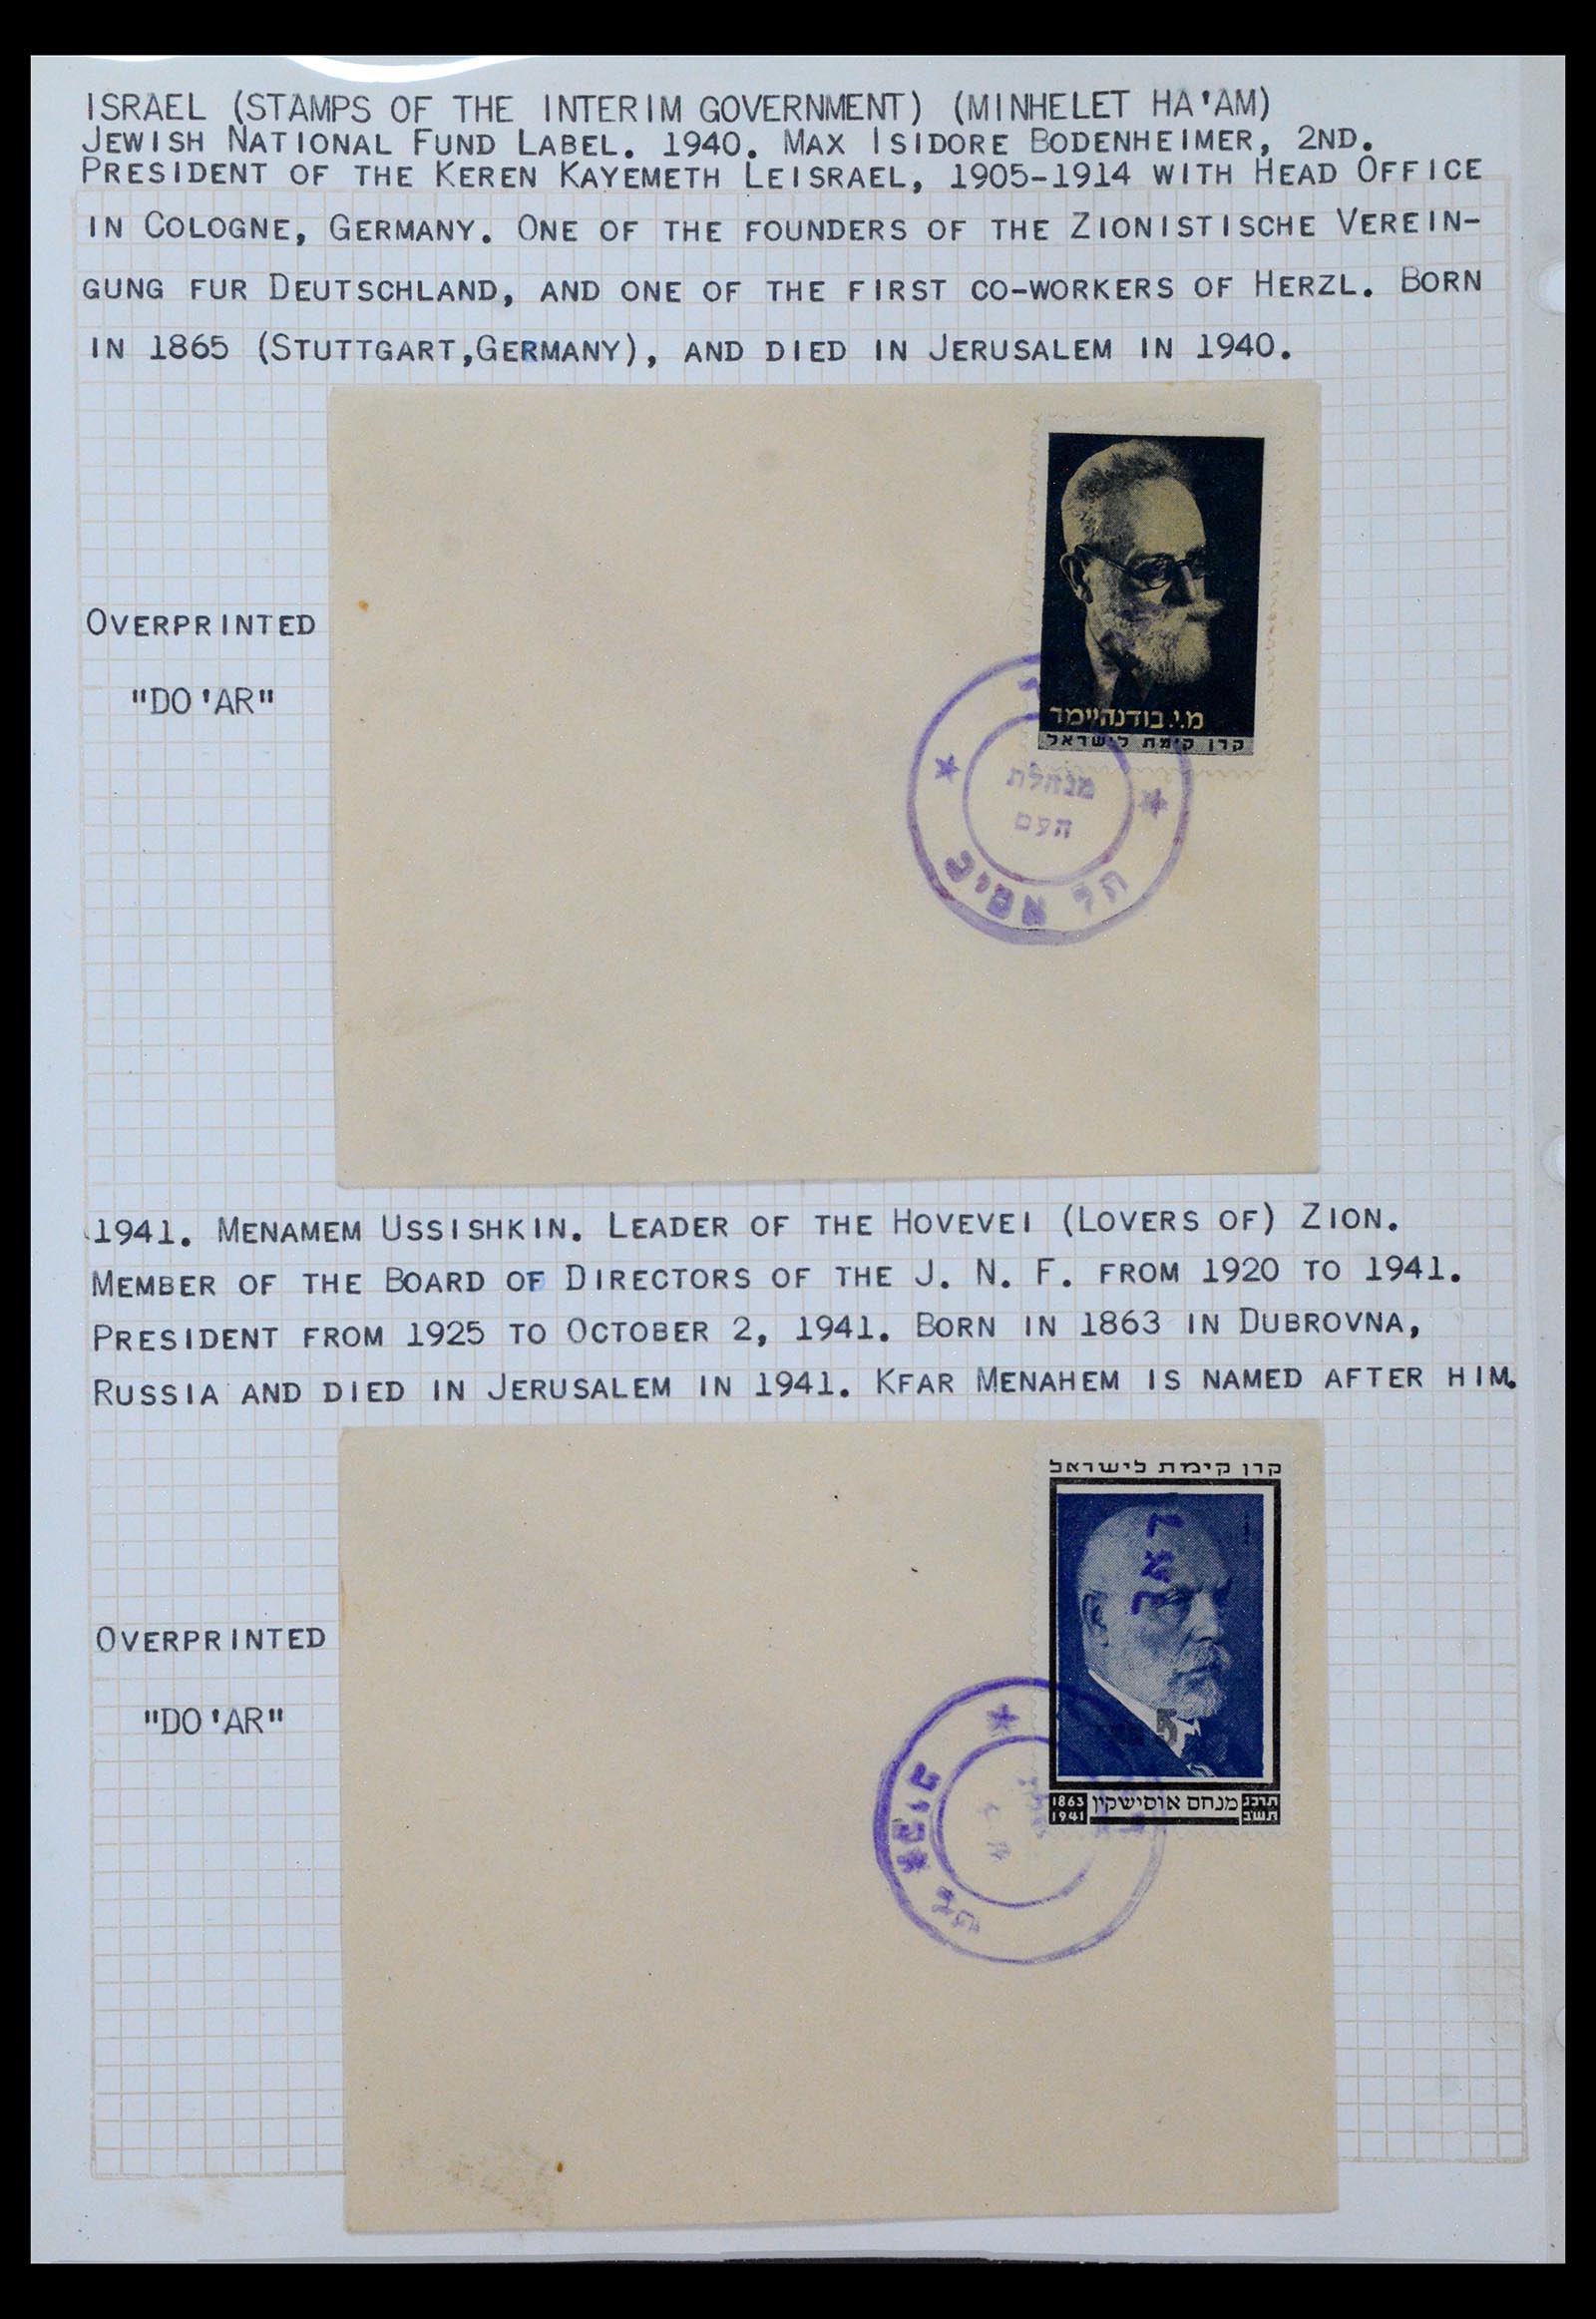 ISRAEL (STAMPS OF THE INTERIM GOVERNMENT) (MINHELET HA'AM)
JEWISH NATIONAL FUND LABEL. 1940. MAX ISIDORE BODENHEIMER, 2ND.
PRESIDENT OF THE KEREN KAYEMETH LEISRAEL, 1905-1914 WITH HEAD OFFICE
IN COLOGNE, GERMANY. ONE OF THE FOUNDERS OF THE ZIONISTISCHE VEREIN-
GUNG FUR DEUTSCHLAND, AND ONE OF THE FIRST CO-WORKERS OF HERZL. BORN
IN 1865 (STUTTGART,GERMANY), AND DIED IN JERUSALEM IN 1940.
OVERPRINTED
"DO'AR"
מ.י. בודנהיימר
קרן קימת לישראל
מנהלת
העם
תל אביב
1941. MENAMEM USSISHKIN. LEADER OF THE HOVEVEI (LOVERS OF) ZION.
MEMBER OF THE BOARD OF DIRECTORS OF THE J. N. F. FROM 1920 TO 1941.
PRESIDENT FROM 1925 TO OCTOBER 2, 1941. BORN IN 1863 IN DUBROVNA,
RUSSIA AND DIED IN JERUSALEM IN 1941. KFAR MENAHEM IS NAMED AFTER HIM.
OVERPRINTED
"DO'AR"
קרן קימת לישראל
דאר
5
1863 מנחם אוסישקין תרכג
1941 תשב
תל אביב